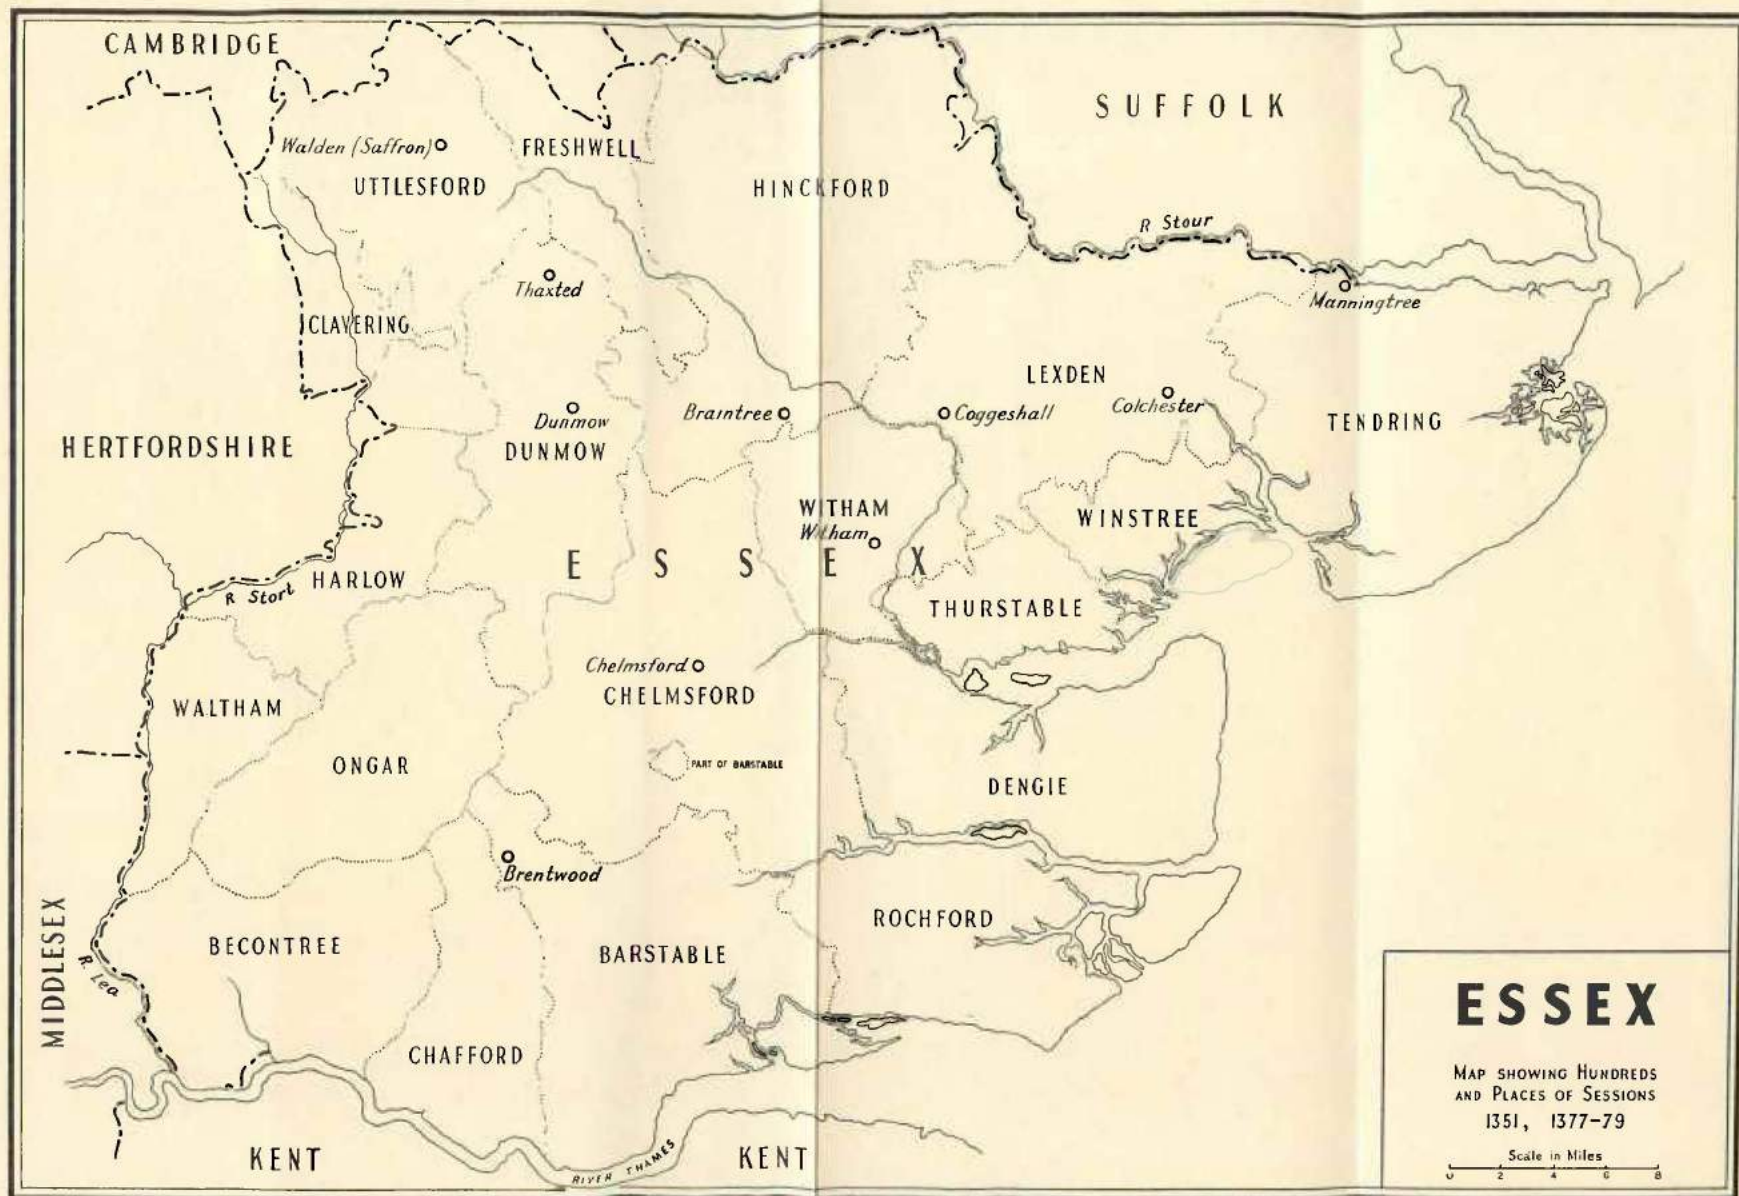 CAMBRIDGE
SUFFOLK
Walden (Saffron)
FRESHWELL
UTTLESFORD
HINCKFORD
R Stour
Thaxted
Manningtree
CLAVERING
LEXDEN
Dunmow
Braintree
Coggeshall
Colchester
TENDRING
HERTFORDSHIRE
DUNMOW
WITHAM
Witham
WINSTREE
ESSEX
R Stort
HARLOW
THURSTABLE
Chelmsford
CHELMSFORD
WALTHAM
ONGAR
PART OF BARSTABLE
DENGIE
Brentwood
MIDDLESEX
BECONTREE
ROCHFORD
BARSTABLE
R. Lea
CHAFFORD
KENT
RIVER THAMES
KENT
ESSEX
MAP SHOWING HUNDREDS
AND PLACES OF SESSIONS
1351, 1377-79
Scale in Miles
0 2 4 6 8